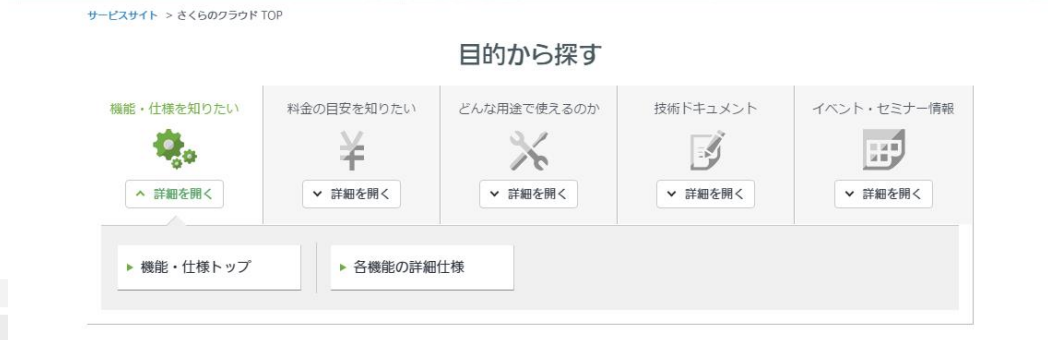 サービスサイト > さくらのクラウド TOP
目的から探す
機能・仕様を知りたい
料金の目安を知りたい
どんな用途で使えるのか
技術ドキュメント
イベント・セミナー情報
詳細を開く
詳細を開く
詳細を開く
詳細を開く
詳細を開く
機能・仕様トップ
各機能の詳細仕様